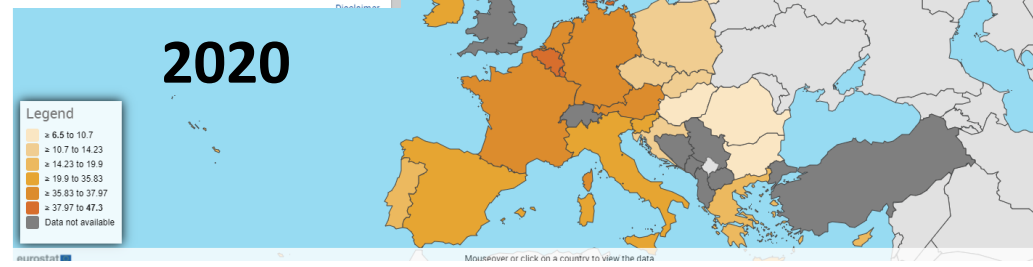 Disclaimer
2020
Legend
≥ 6.5 to 10.7
≥ 10.7 to 14.23
≥ 14.23 to 19.9
≥ 19.9 to 35.83
≥ 35.83 to 37.97
≥ 37.97 to 47.3
Data not available
eurostat
Mouseover or click on a country to view the data